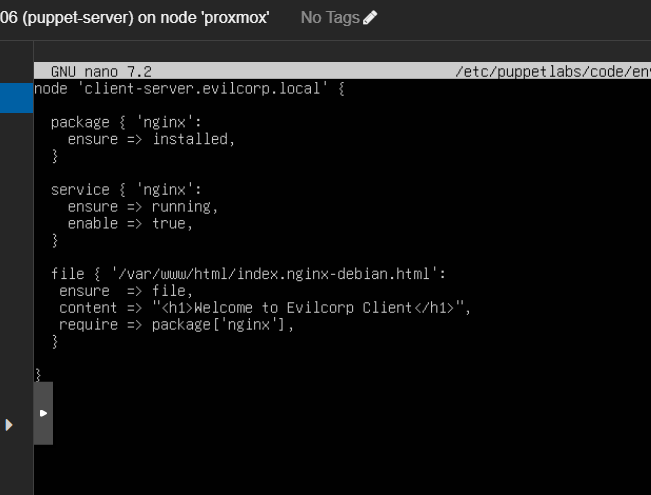 06 (puppet-server) on node 'proxmox' No Tags
GNU nano 7.2 /etc/puppetlabs/code/en
node 'client-server.evilcorp.local' {
package { 'nginx':
ensure => installed,
}
service { 'nginx':
ensure => running,
enable => true,
}
file { '/var/www/html/index.nginx-debian.html':
ensure => file,
content => "<h1>Welcome to Evilcorp Client</h1>",
require => package['nginx'],
}
}